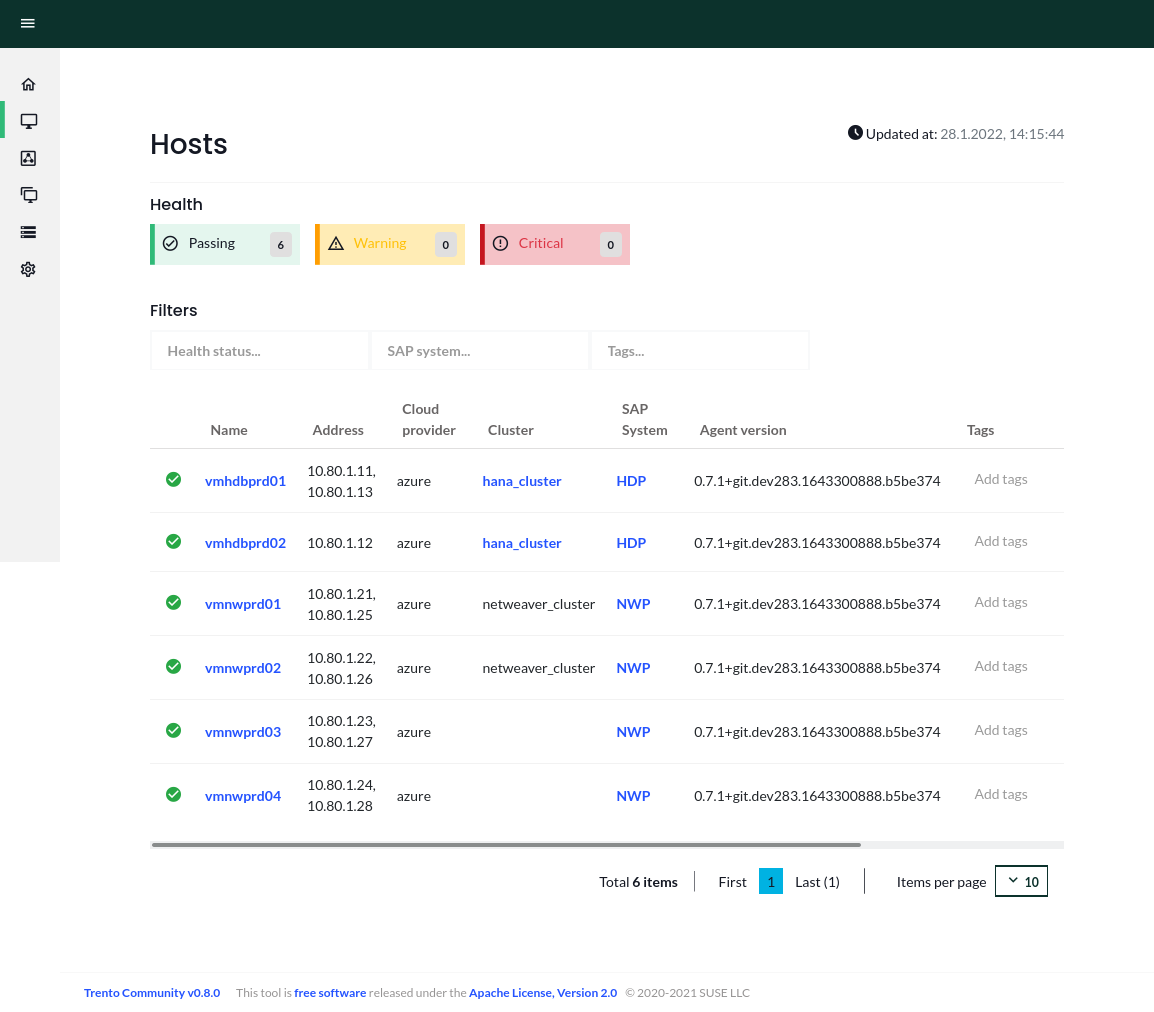 Hosts
Updated at: 28.1.2022, 14:15:44
Health
Passing 6 Warning 0 Critical 0
Filters
Health status... SAP system... Tags...
Name Address Cloud provider Cluster SAP System Agent version Tags
vmhdbprd01 10.80.1.11, 10.80.1.13 azure hana_cluster HDP 0.7.1+git.dev283.1643300888.b5be374 Add tags
vmhdbprd02 10.80.1.12 azure hana_cluster HDP 0.7.1+git.dev283.1643300888.b5be374 Add tags
vmnwprd01 10.80.1.21, 10.80.1.25 azure netweaver_cluster NWP 0.7.1+git.dev283.1643300888.b5be374 Add tags
vmnwprd02 10.80.1.22, 10.80.1.26 azure netweaver_cluster NWP 0.7.1+git.dev283.1643300888.b5be374 Add tags
vmnwprd03 10.80.1.23, 10.80.1.27 azure NWP 0.7.1+git.dev283.1643300888.b5be374 Add tags
vmnwprd04 10.80.1.24, 10.80.1.28 azure NWP 0.7.1+git.dev283.1643300888.b5be374 Add tags
Total 6 items First 1 Last (1) Items per page 10
Trento Community v0.8.0 This tool is free software released under the Apache License, Version 2.0 © 2020-2021 SUSE LLC